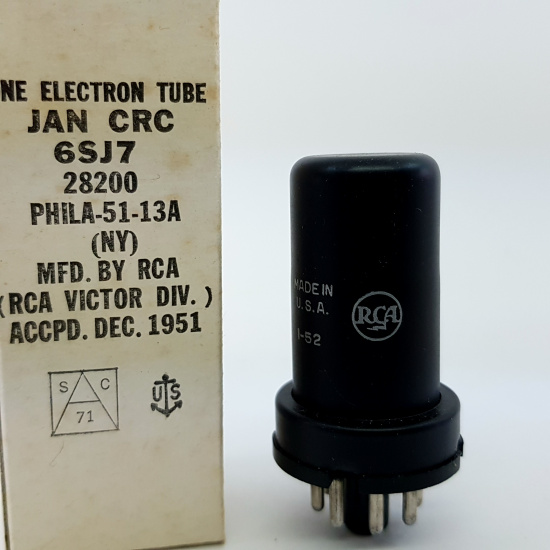 NE ELECTRON TUBE
JAN CRC
6SJ7
28200
PHILA-51-13A
(NY)
MFD. BY RCA
(RCA VICTOR DIV.)
ACCPD. DEC. 1951
S A C
71
U S
MADE IN
U.S.A.
RCA
1-52